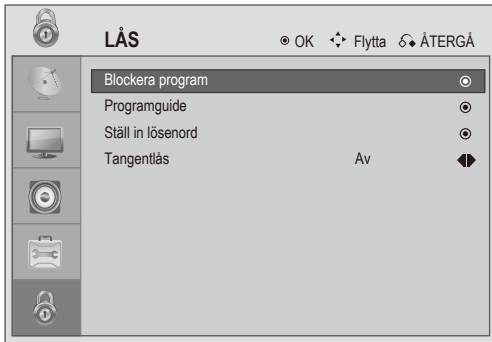 LÅS OK Flytta ÅTERGÅ
Blockera program
Programguide
Ställ in lösenord
Tangentlås Av